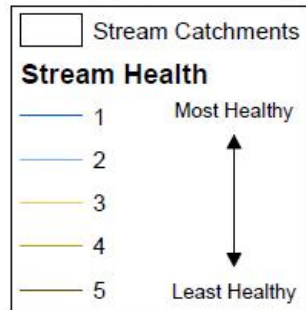 Stream Catchments
Stream Health
1 Most Healthy
2
3
4
5 Least Healthy